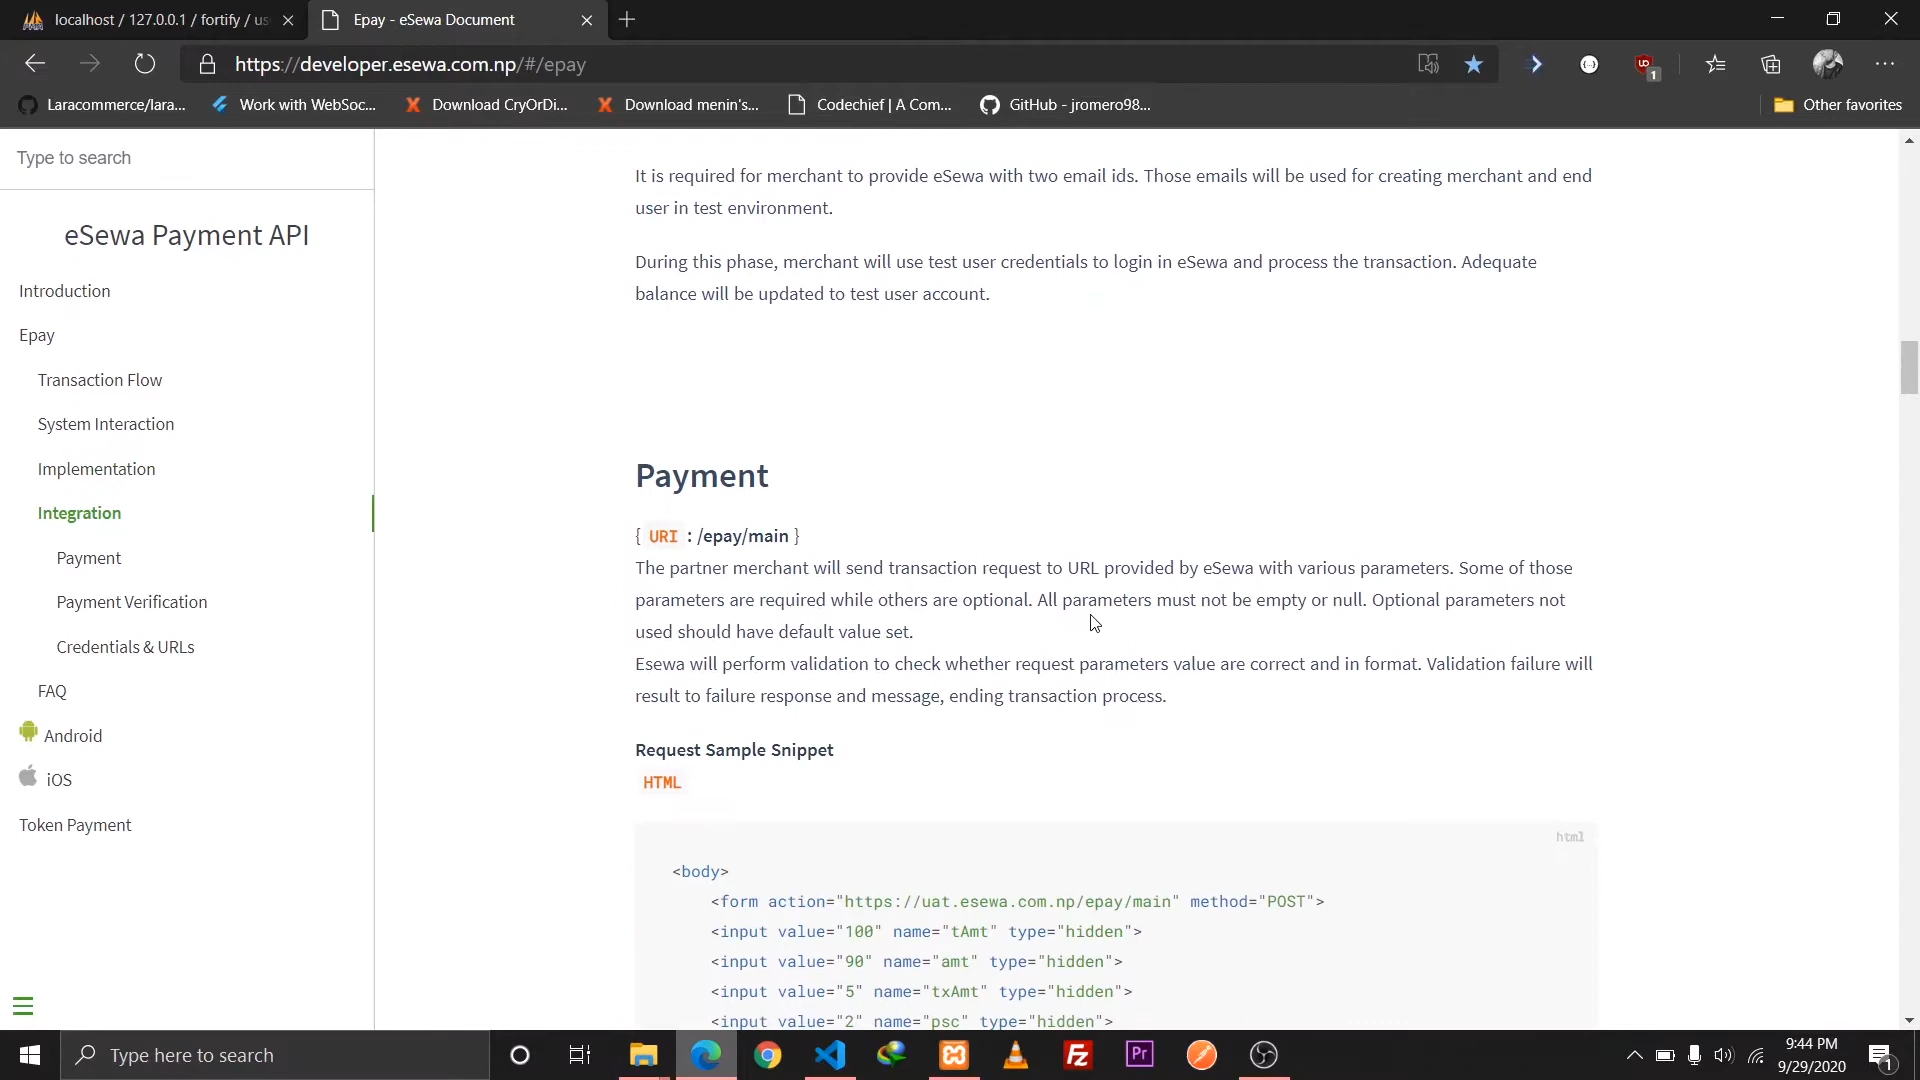 localhost / 127.0.0.1 / fortify / us
Epay - eSewa Document
https://developer.esewa.com.np/#/epay
1
Laracommerce/lara...
Work with WebSoc...
Download CryOrDi...
Download menin's...
Codechief | A Com...
GitHub - jromero98...
Other favorites
Type to search
eSewa Payment API
Introduction
Epay
Transaction Flow
System Interaction
Implementation
Integration
Payment
Payment Verification
Credentials & URLs
FAQ
Android
iOS
Token Payment
It is required for merchant to provide eSewa with two email ids. Those emails will be used for creating merchant and end
user in test environment.
During this phase, merchant will use test user credentials to login in eSewa and process the transaction. Adequate
balance will be updated to test user account.
Payment
{ URI : /epay/main }
The partner merchant will send transaction request to URL provided by eSewa with various parameters. Some of those
parameters are required while others are optional. All parameters must not be empty or null. Optional parameters not
used should have default value set.
Esewa will perform validation to check whether request parameters value are correct and in format. Validation failure will
result to failure response and message, ending transaction process.
Request Sample Snippet
HTML
html
<body>
<form action="https://uat.esewa.com.np/epay/main" method="POST">
<input value="100" name="tAmt" type="hidden">
<input value="90" name="amt" type="hidden">
<input value="5" name="txAmt" type="hidden">
<input value="2" name="psc" type="hidden">
Type here to search
Fz
Pr
9:44 PM
9/29/2020
1